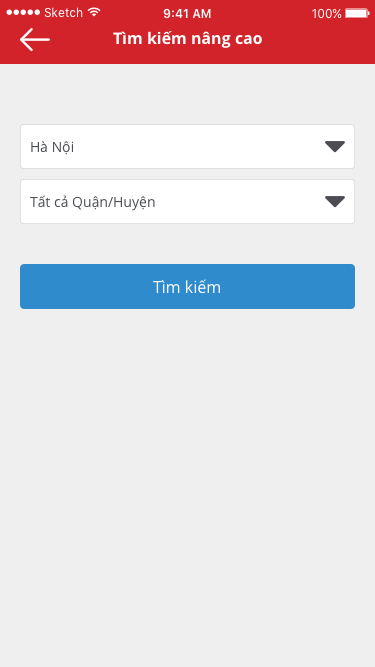 Sketch 9:41 AM 100%
Tìm kiếm nâng cao
Hà Nội
Tất cả Quận/Huyện
Tìm kiếm